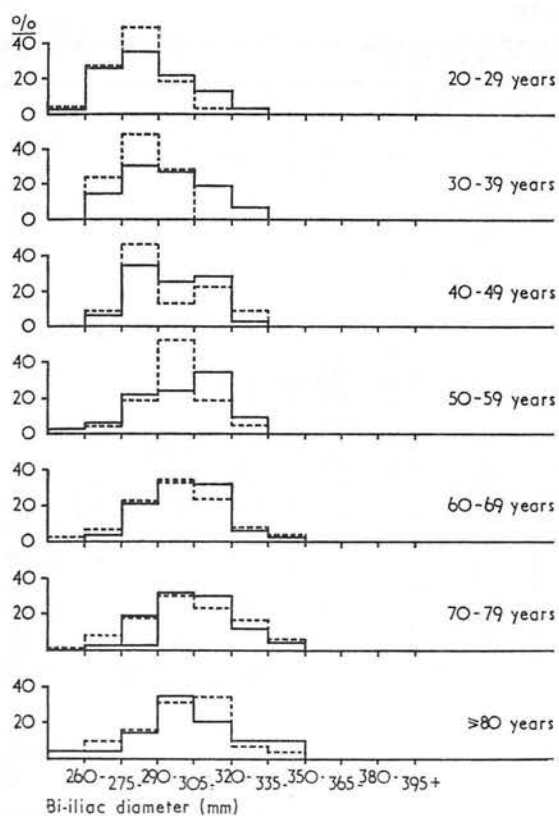 %
40
20
0
20-29 years
40
20
0
30-39 years
40
20
0
40-49 years
40
20
0
50-59 years
40
20
0
60-69 years
40
20
70-79 years
40
20
≥80 years
260- 275- 290- 305- 320- 335- 350- 365- 380- 395+
Bi-iliac diameter (mm)